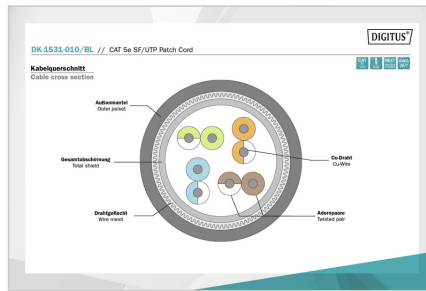 DIGITUS®
DK-1531-010/BL // CAT 5e SF/UTP Patch Cord
Kabelquerschnitt
Cable cross section
Außenmantel
Outer jacket
Gesamtabschirmung
Total shield
Cu-Draht
Cu-Wire
Drahtgeflecht
Wire mesh
Adernpaare
Twisted pair